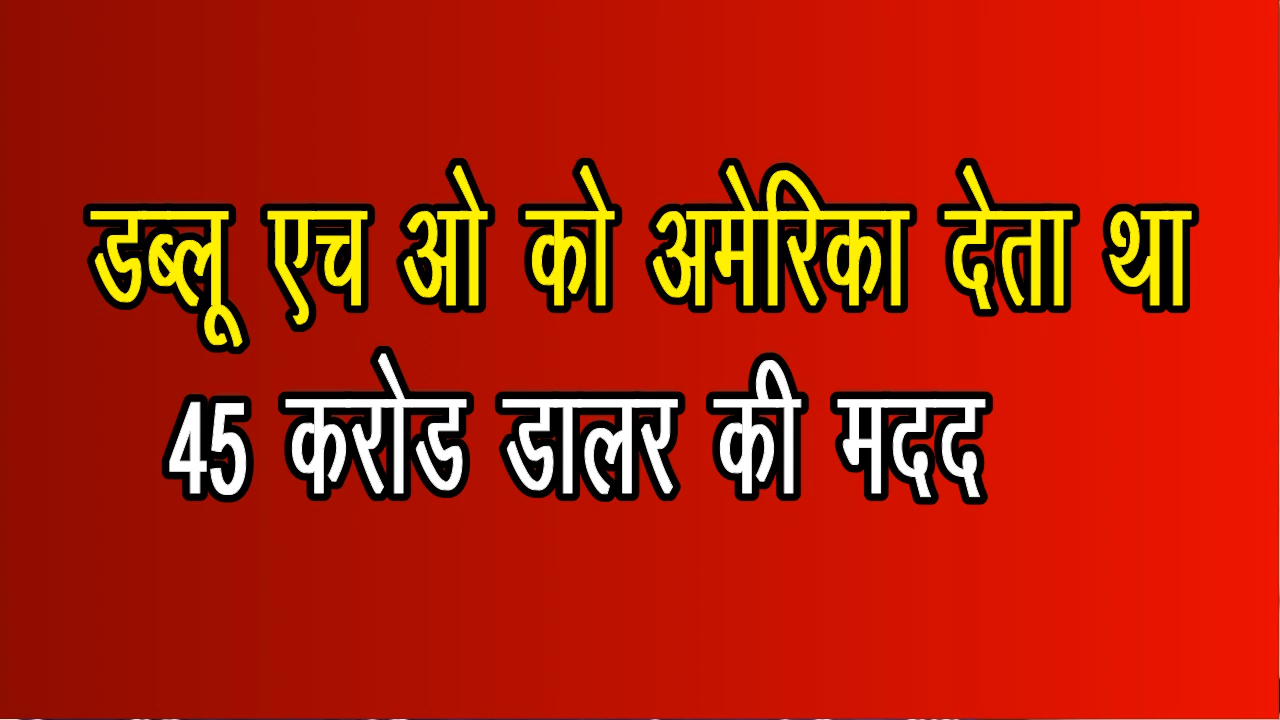 डब्लू एच ओ को अमेरिका देता था
45 करोड डालर की मदद